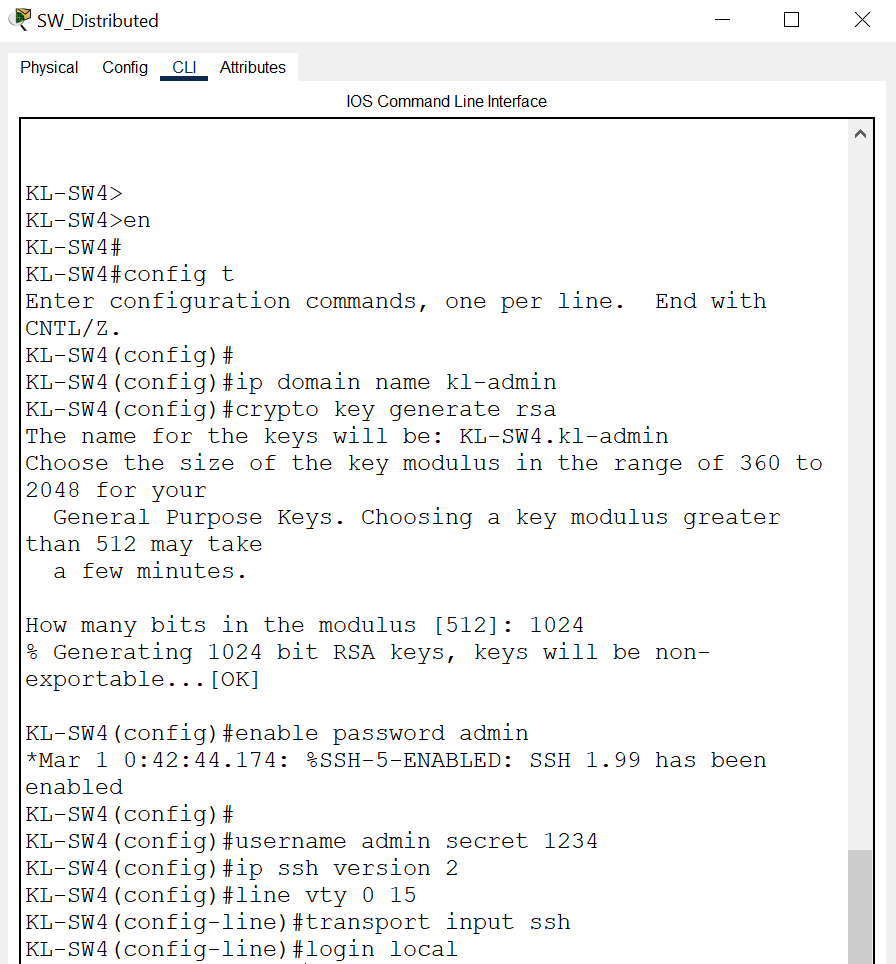 SW_Distributed
Physical Config CLI Attributes
IOS Command Line Interface
KL-SW4>
KL-SW4>en
KL-SW4#
KL-SW4#config t
Enter configuration commands, one per line.  End with
CNTL/Z.
KL-SW4(config)#
KL-SW4(config)#ip domain name kl-admin
KL-SW4(config)#crypto key generate rsa
The name for the keys will be: KL-SW4.kl-admin
Choose the size of the key modulus in the range of 360 to
2048 for your
  General Purpose Keys. Choosing a key modulus greater
than 512 may take
  a few minutes.
How many bits in the modulus [512]: 1024
% Generating 1024 bit RSA keys, keys will be non-
exportable...[OK]
KL-SW4(config)#enable password admin
*Mar 1 0:42:44.174: %SSH-5-ENABLED: SSH 1.99 has been
enabled
KL-SW4(config)#
KL-SW4(config)#username admin secret 1234
KL-SW4(config)#ip ssh version 2
KL-SW4(config)#line vty 0 15
KL-SW4(config-line)#transport input ssh
KL-SW4(config-line)#login local